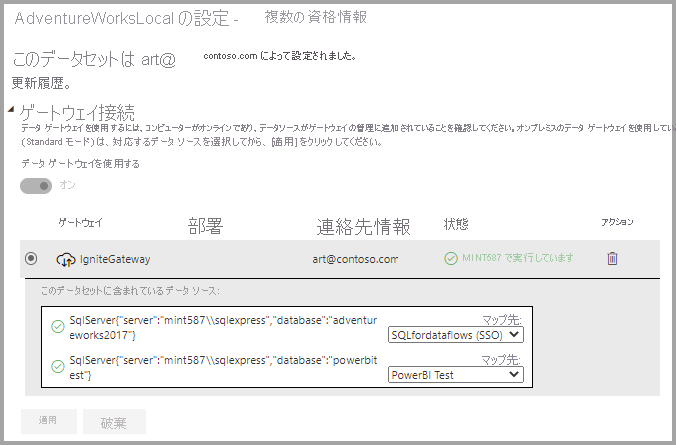 AdventureWorksLocal の設定 - 複数の資格情報
このデータセットは art@ contoso.com によって設定されました。
更新履歴。
ゲートウェイ接続
データ ゲートウェイを使用するには、コンピューターがオンラインであり、データソースがゲートウェイの管理に追加されていることを確認してください。オンプレミスのデータ ゲートウェイを使用してい
(Standard モード) は、対応するデータ ソースを選択してから、[適用] をクリックしてください。
データ ゲートウェイを使用する
オン
ゲートウェイ 部署 連絡先情報 状態 アクション
IgniteGateway art@contoso.com MINT587 で実行しています
このデータセットに含まれているデータ ソース:
SqlServer{"server":"mint587\\sqlexpress","database":"adventur マップ先:
eworks2017"} SQLfordataflows (SSO)
SqlServer{"server":"mint587\\sqlexpress","database":"powerbit マップ先:
est"} PowerBI Test
適用 破棄